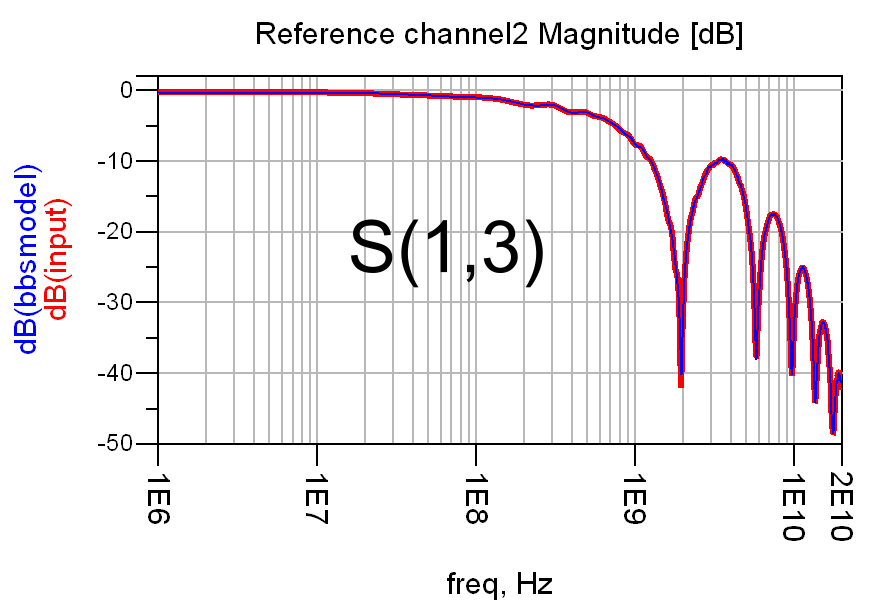 Reference channel2 Magnitude [dB]
dB(bbsmodel)
dB(input)
0
-10
-20
-30
-40
-50
S(1,3)
1E6
1E7
1E8
1E9
1E10
2E10
freq, Hz